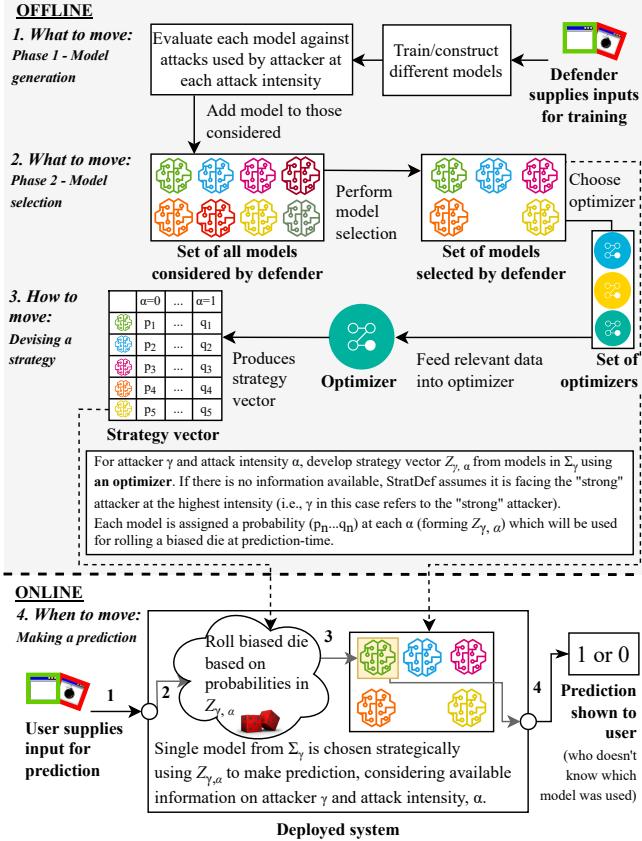 OFFLINE
1. What to move:
Phase 1 - Model
generation
Evaluate each model against
attacks used by attacker at
each attack intensity
Train/construct
different models
Defender
supplies inputs
for training
Add model to those
considered
2. What to move:
Phase 2 - Model
selection
Perform
model
selection
Choose
optimizer
Set of all models
considered by defender
Set of models
selected by defender
3. How to
move:
Devising a
strategy
α=0 ... α=1
p1 ... q1
p2 ... q2
p3 ... q3
p4 ... q4
p5 ... q5
Strategy vector
Produces
strategy
vector
Optimizer
Feed relevant data
into optimizer
Set of
optimizers
For attacker γ and attack intensity α, develop strategy vector Zγ, α from models in Σγ using
an optimizer. If there is no information available, StratDef assumes it is facing the "strong"
attacker at the highest intensity (i.e., γ in this case refers to the "strong" attacker).
Each model is assigned a probability (pn...qn) at each α (forming Zγ, α) which will be used
for rolling a biased die at prediction-time.
ONLINE
4. When to move:
Making a prediction
User supplies
input for
prediction
1
2
Roll biased die
based on
probabilities in
Zγ, α
3
4
1 or 0
Prediction
shown to
user
(who doesn't
know which
model was used)
Single model from Σγ is chosen strategically
using Zγ,α to make prediction, considering available
information on attacker γ and attack intensity, α.
Deployed system